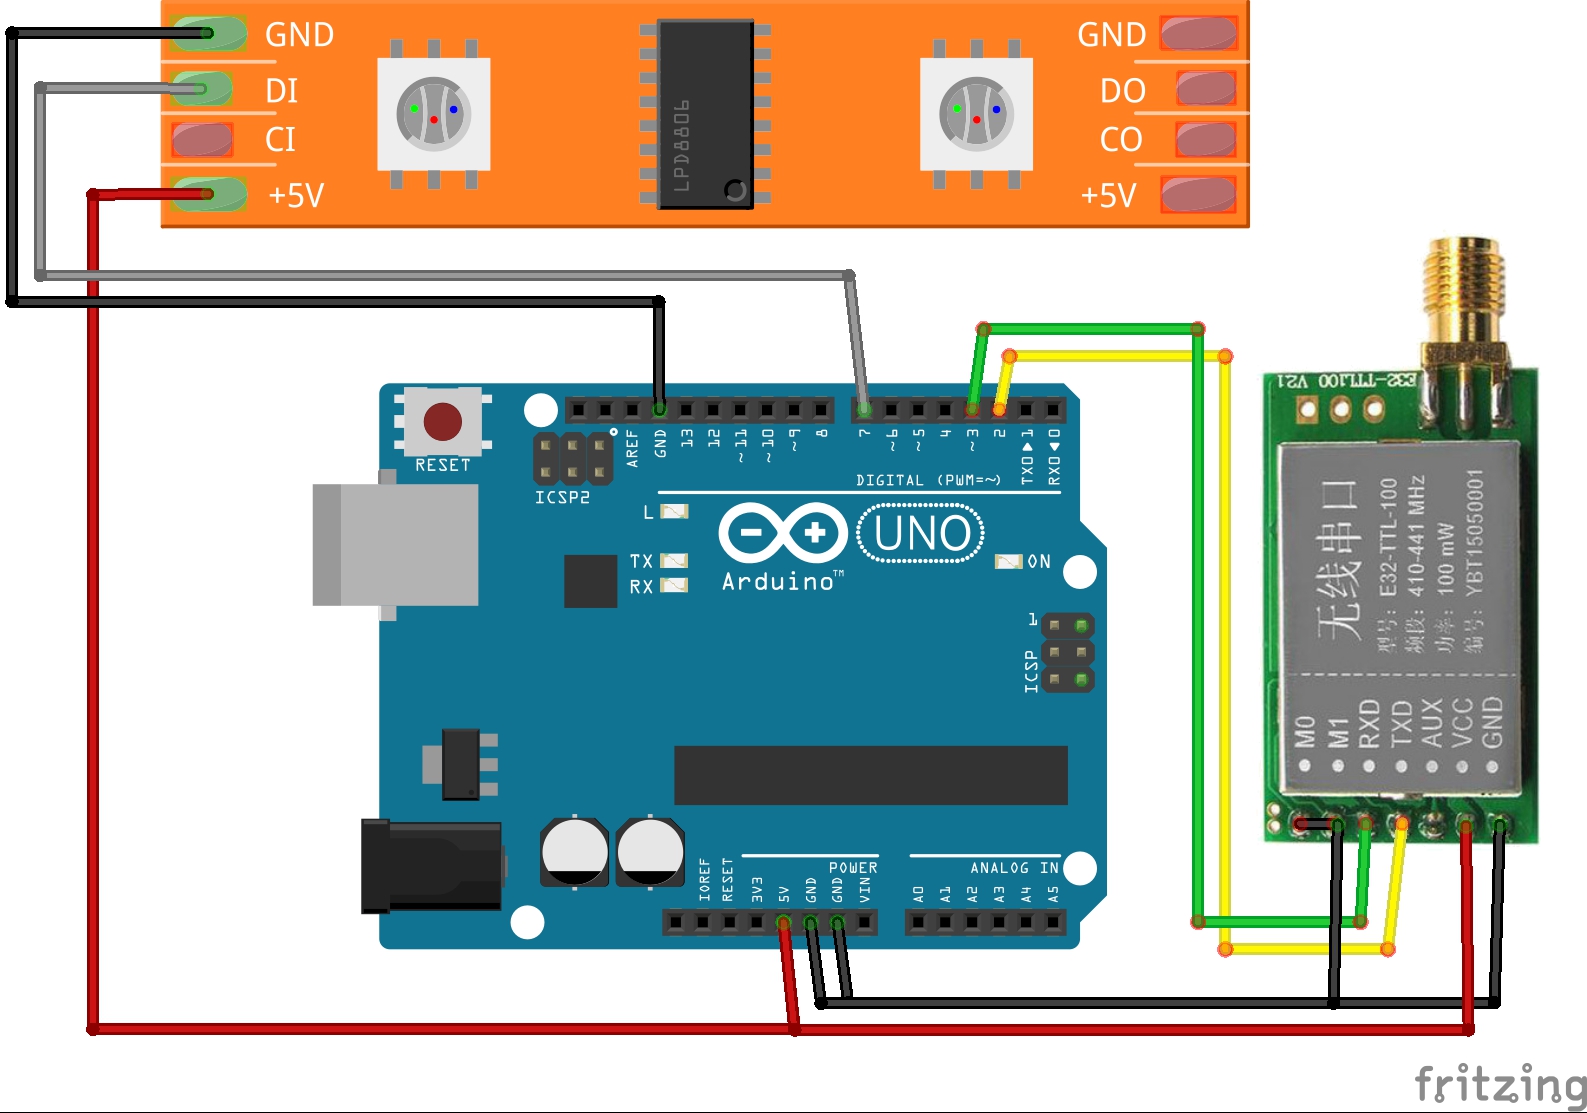 GND
DI
CI
+5V
LPD8806
GND
DO
CO
+5V
RESET
ICSP2
AREF
GND
13
12
~11
~10
~9
8
7
~6
~5
4
~3
2
TX0▶1
RX0◀0
DIGITAL (PWM=~)
L
TX
RX
Arduino™
UNO
ON
1
ICSP
IOREF
RESET
3V3
5V
GND
GND
VIN
POWER
ANALOG IN
A0
A1
A2
A3
A4
A5
E32-TTL100 V2.1
无线串口
型号: E32-TTL-100
频段: 410-441 MHz
功率: 100 mW
编号: YBT15050001
M0
M1
RXD
TXD
AUX
VCC
GND
fritzing